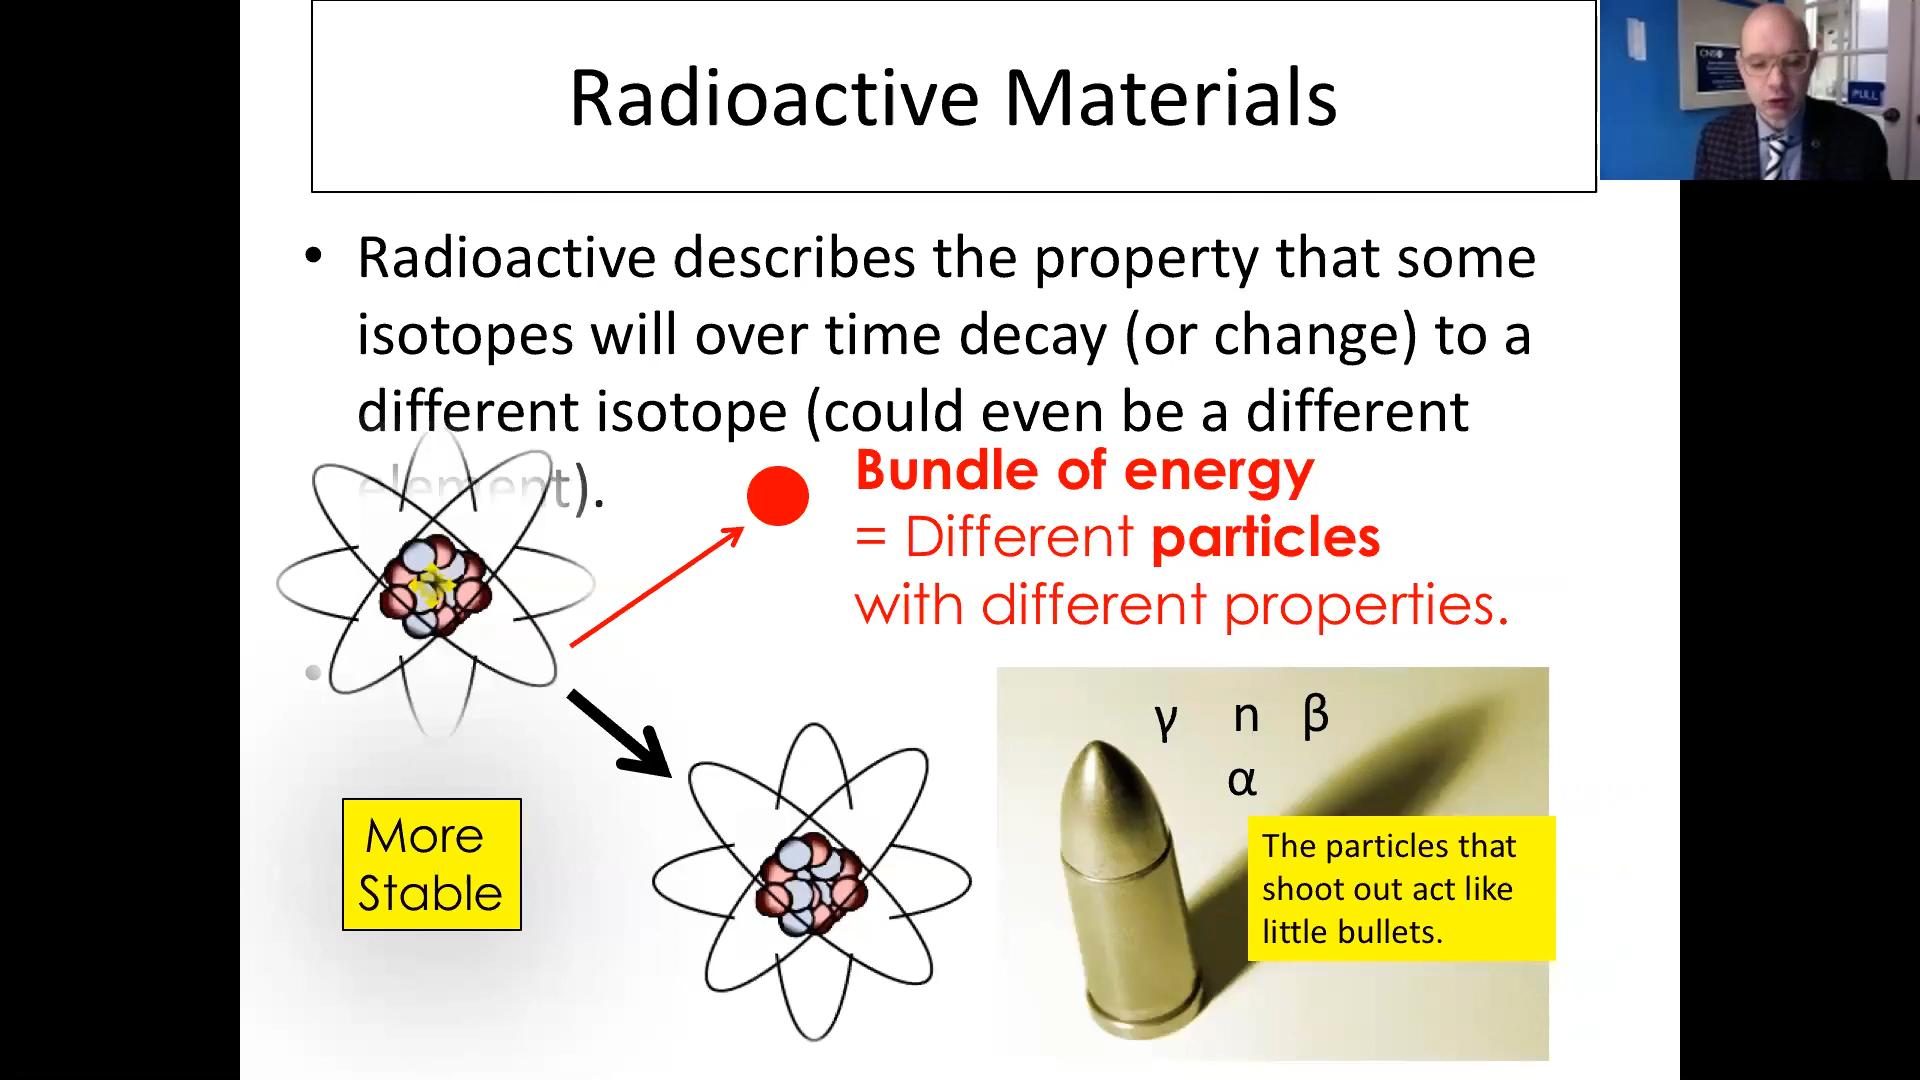 Radioactive Materials
• Radioactive describes the property that some
isotopes will over time decay (or change) to a
different isotope (could even be a different
element).
Bundle of energy
= Different particles
with different properties.
•
γ n β
α
More
Stable
The particles that
shoot out act like
little bullets.
PULL